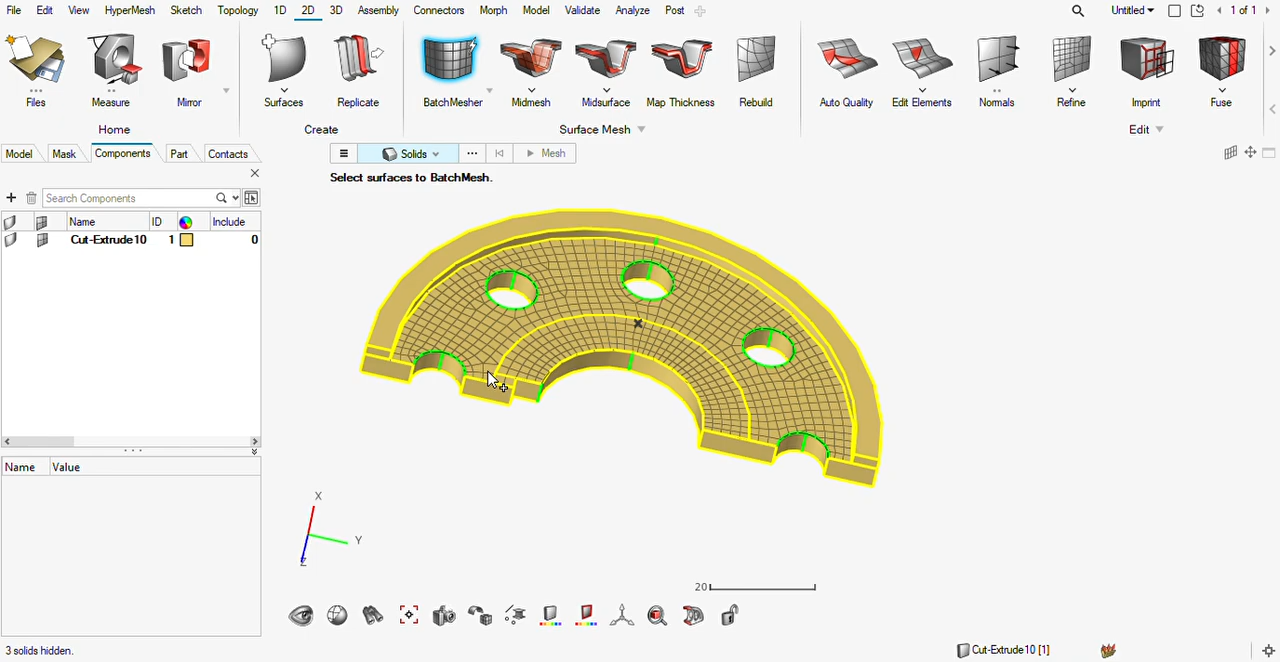 File Edit View HyperMesh Sketch Topology 1D 2D 3D Assembly Connectors Morph Model Validate Analyze Post Untitled 1 of 1
Files Measure Mirror Surfaces Replicate BatchMesher Midmesh Midsurface Map Thickness Rebuild Auto Quality Edit Elements Normals Refine Imprint Fuse
Home Create Surface Mesh Edit
Model Mask Components Part Contacts Solids Mesh
Select surfaces to BatchMesh.
Search Components
Name ID Include
Cut-Extrude10 1 0
Name Value
X
Y
Z
20
3 solids hidden. Cut-Extrude10 [1]